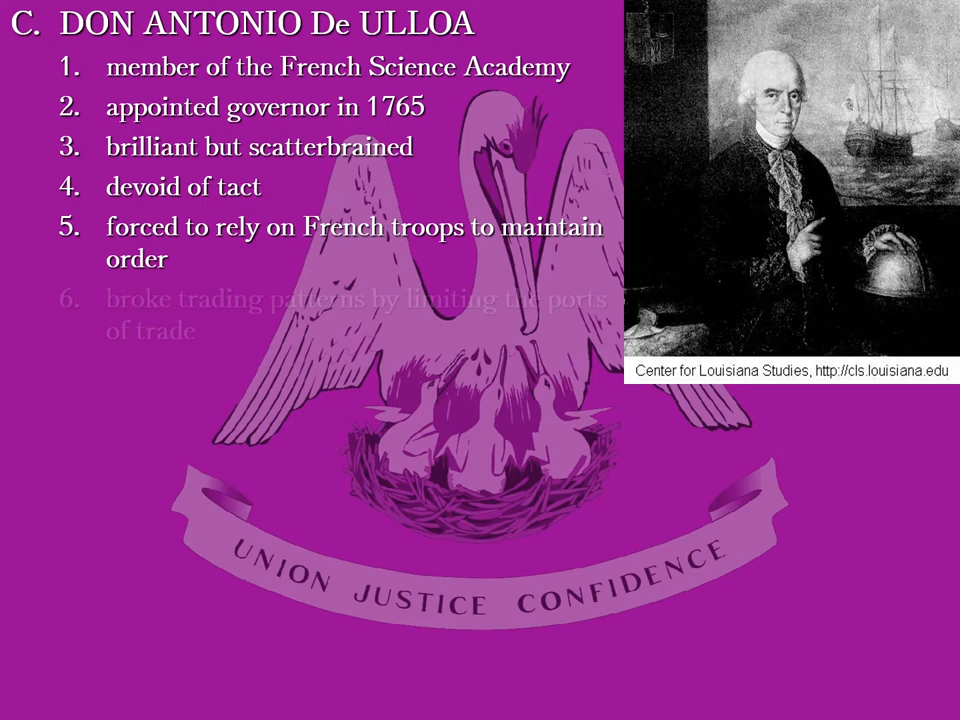 C. DON ANTONIO De ULLOA
1. member of the French Science Academy
2. appointed governor in 1765
3. brilliant but scatterbrained
4. devoid of tact
5. forced to rely on French troops to maintain
order
6. broke trading patterns by limiting the ports
of trade
Center for Louisiana Studies, http://cls.louisiana.edu
UNION JUSTICE CONFIDENCE